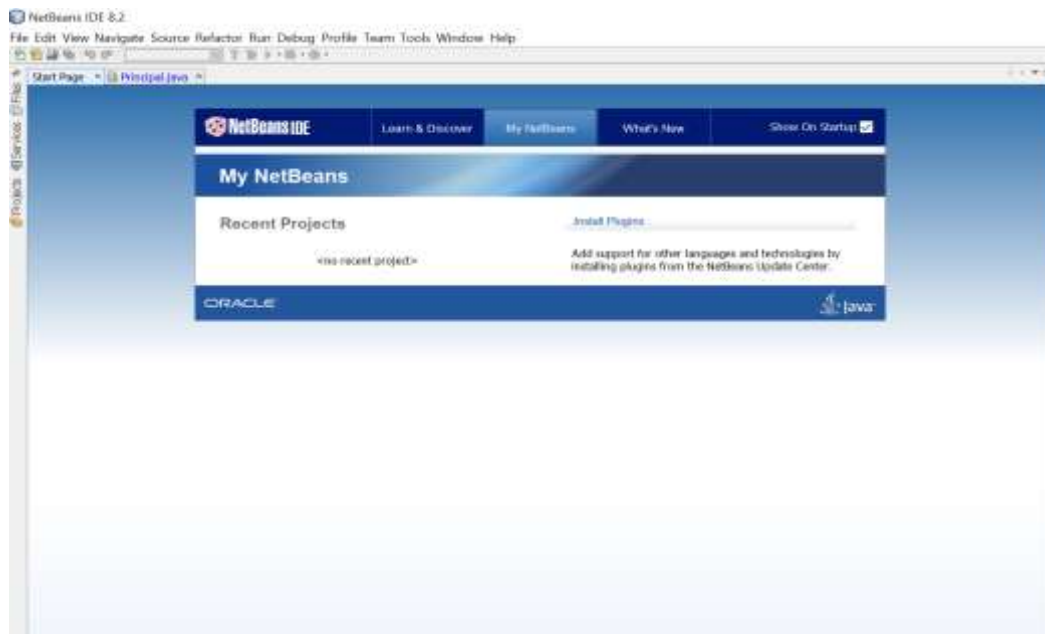 NetBeans IDE 8.2
File Edit View Navigate Source Refactor Run Debug Profile Team Tools Window Help
Start Page Principal.java
Files
Services
Projects
NetBeans IDE Learn & Discover My NetBeans What's New Show On Startup
My NetBeans
Recent Projects
<no recent project>
Install Plugins
Add support for other languages and technologies by
installing plugins from the NetBeans Update Center.
ORACLE
Java